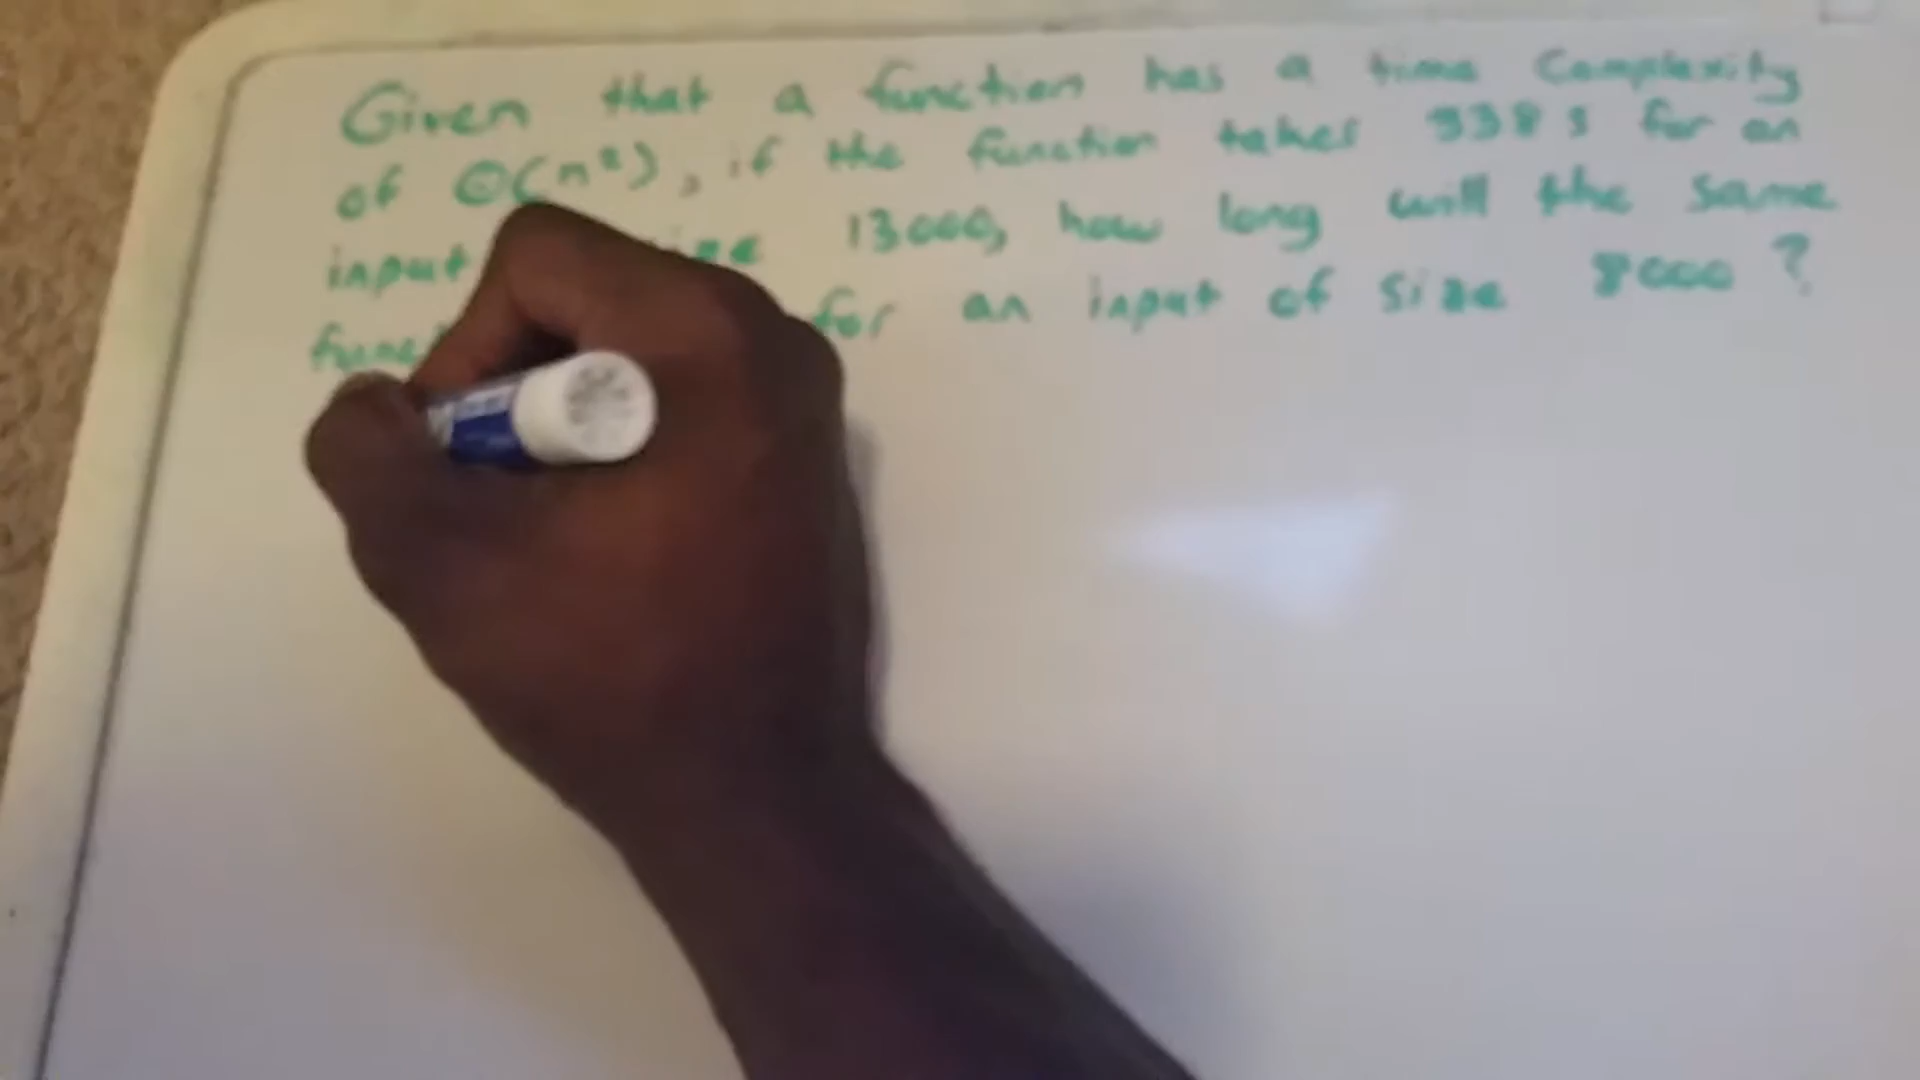 Given that a function has a time Complexity
of Θ(n²), if the function takes 338 s for an
input 13000, how long will the same
for an input of size 8000 ?